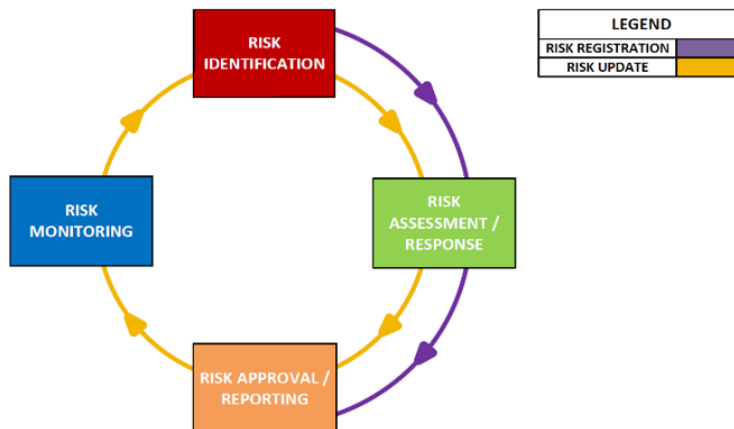 RISK
IDENTIFICATION
LEGEND
RISK REGISTRATION
RISK UPDATE
RISK
MONITORING
RISK
ASSESSMENT /
RESPONSE
RISK APPROVAL /
REPORTING